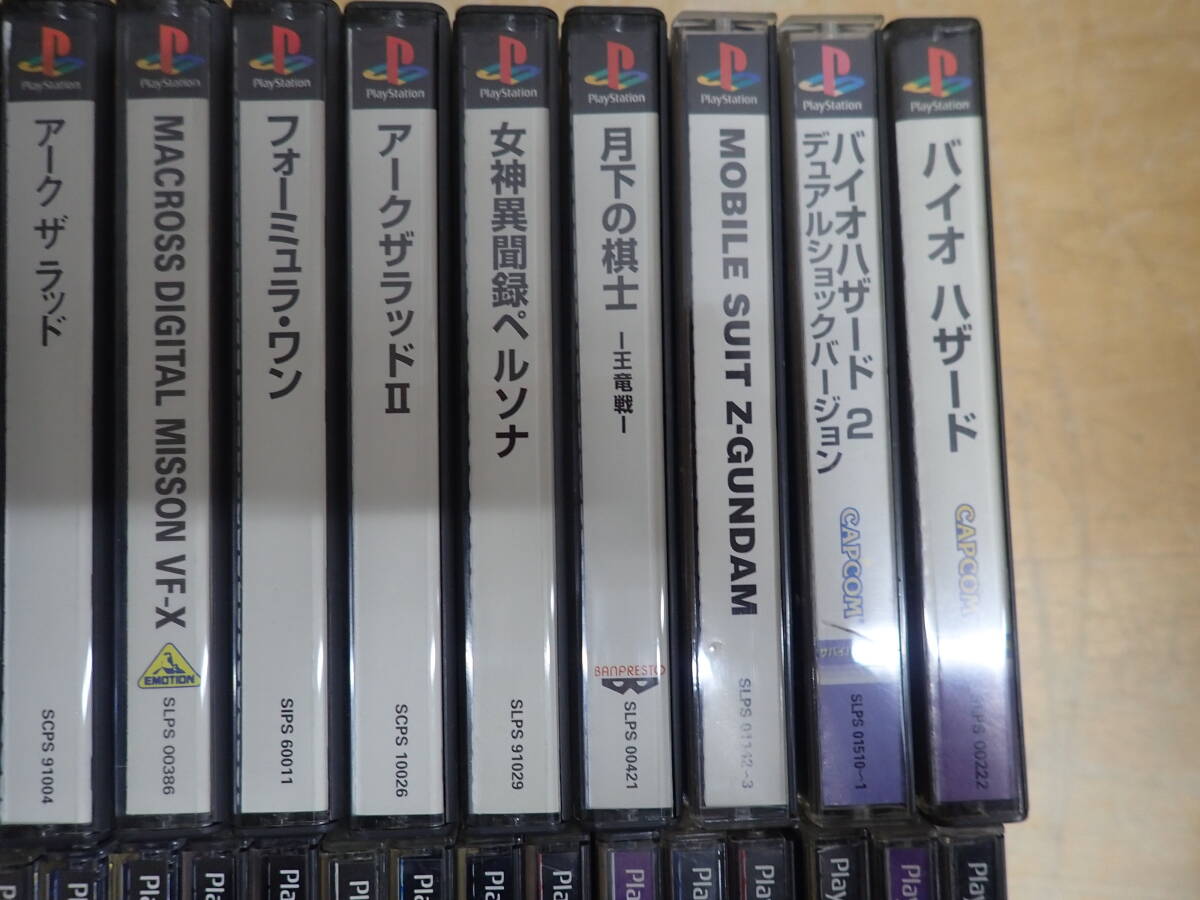 PlayStation
アーク ザ ラッド
SCPS 91004
PlayStation
MACROSS DIGITAL MISSON VF-X
EMOTION
SLPS 00386
PlayStation
フォーミュラ・ワン
SIPS 60011
PlayStation
アークザラッドII
SCPS 10026
PlayStation
女神異聞録ペルソナ
SLPS 91029
PlayStation
月下の棋士
ー王竜戦ー
BANPRESTO
SLPS 00421
PlayStation
MOBILE SUIT Z-GUNDAM
SLPS 01142~3
PlayStation
バイオハザード 2
デュアルショックバージョン
CAPCOM
SLPS 01510~1
PlayStation
バイオ ハザード
CAPCOM
SLPS 00222